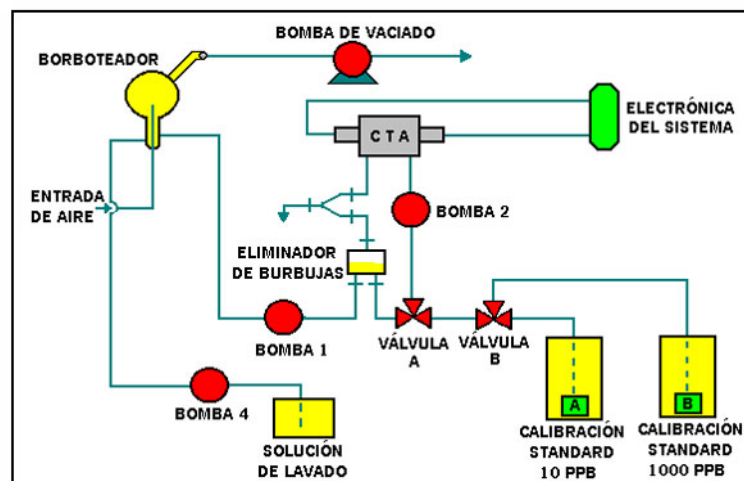 BOMBA DE VACIADO
BORBOTEADOR
ELECTRÓNICA
DEL SISTEMA
C T A
ENTRADA
DE AIRE
BOMBA 2
ELIMINADOR
DE BURBUJAS
BOMBA 1
VÁLVULA
A
VÁLVULA
B
BOMBA 4
SOLUCIÓN
DE LAVADO
A
CALIBRACIÓN
STANDARD
10 PPB
B
CALIBRACIÓN
STANDARD
1000 PPB